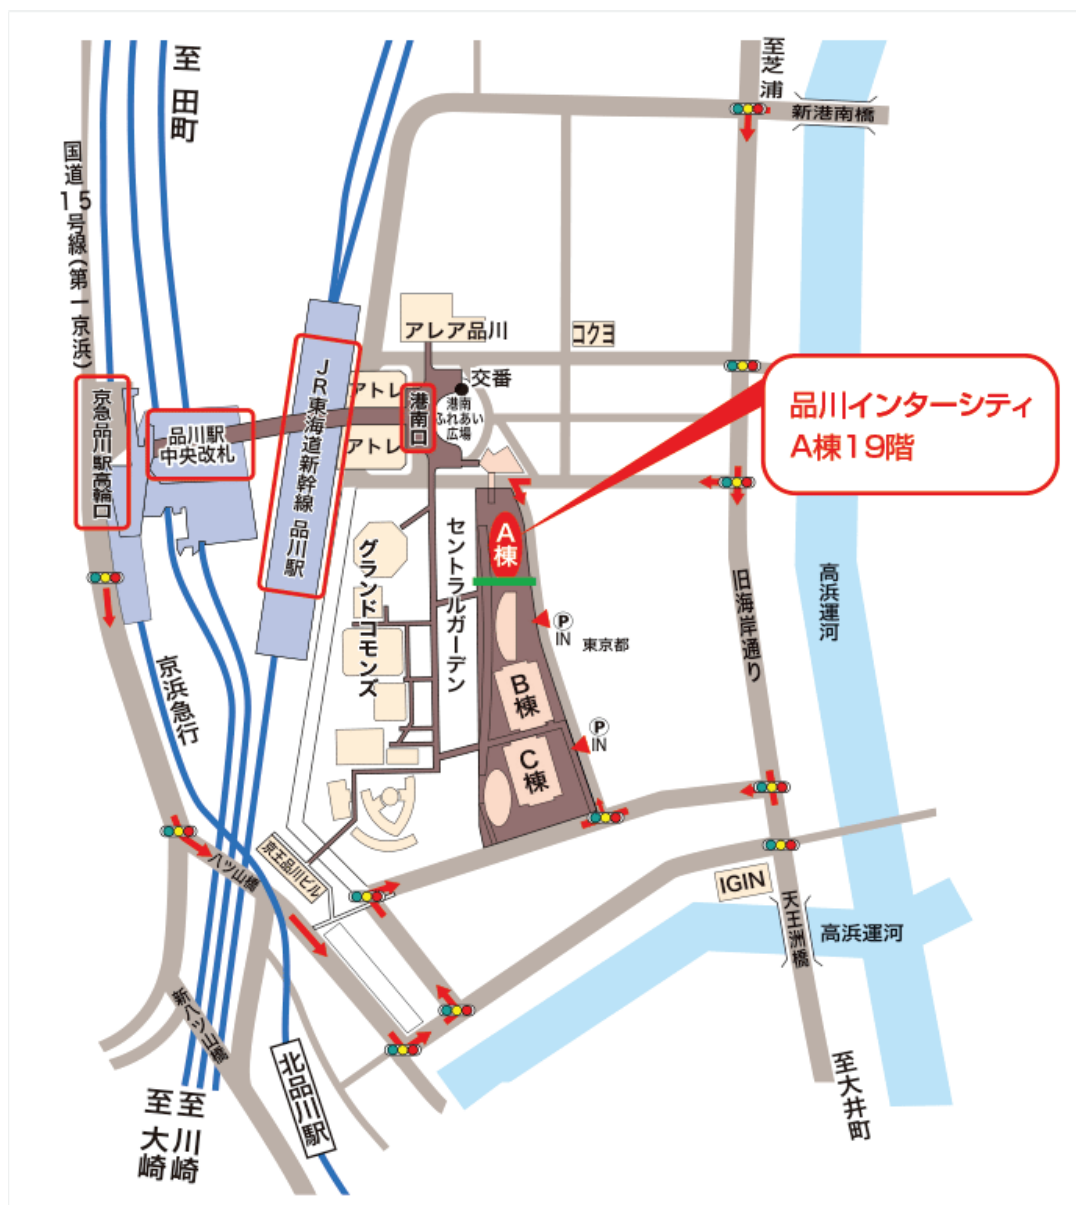 至 田町
至芝浦
新港南橋
国道15号線(第一京浜)
アレア品川
コクヨ
JR東海道新幹線 品川駅
アトレ
港南口
交番
港南
ふれあい
広場
品川インターシティ
A棟19階
京急品川駅高輪口
品川駅
中央改札
アトレ
A
棟
セントラルガーデン
グランドコモンズ
旧海岸通り
高浜運河
P
IN
東京都
京浜急行
B
棟
P
IN
C
棟
京王品川ビル
八ツ山橋
IGIN
天王洲橋
高浜運河
新八ツ山橋
北品川駅
至大井町
至 大崎
至 川崎